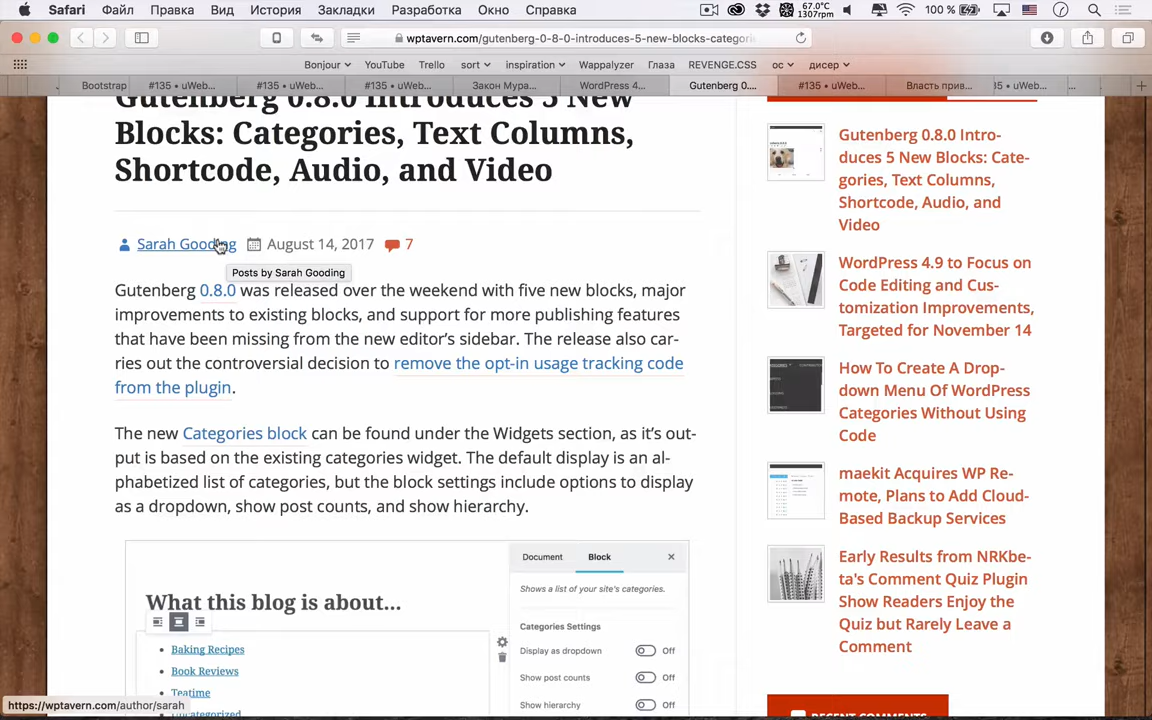 Safari Файл Правка Вид История Закладки Разработка Окно Справка 67.0°C 1307rpm 100 %
wptavern.com/gutenberg-0-8-0-introduces-5-new-blocks-categori
Bonjour YouTube Trello sort inspiration Wappalyzer Глаза REVENGE.CSS ос дисер
Bootstrap #135 • uWeb... #135 • uWeb... #135 • uWeb... Закон Мура... WordPress 4... Gutenberg 0.... #135 • uWeb... Власть прив... 35 • uWeb...
Gutenberg 0.8.0 Introduces 5 New
Blocks: Categories, Text Columns,
Shortcode, Audio, and Video
Sarah Gooding August 14, 2017 7
Posts by Sarah Gooding
Gutenberg 0.8.0 was released over the weekend with five new blocks, major
improvements to existing blocks, and support for more publishing features
that have been missing from the new editor's sidebar. The release also car-
ries out the controversial decision to remove the opt-in usage tracking code
from the plugin.
The new Categories block can be found under the Widgets section, as it's out-
put is based on the existing categories widget. The default display is an al-
phabetized list of categories, but the block settings include options to display
as a dropdown, show post counts, and show hierarchy.
What this blog is about...
Baking Recipes
Book Reviews
Teatime
Uncategorized
Document Block
Shows a list of your site's categories.
Categories Settings
Display as dropdown Off
Show post counts Off
Show hierarchy Off
Gutenberg 0.8.0 Intro-
duces 5 New Blocks: Cate-
gories, Text Columns,
Shortcode, Audio, and
Video
WordPress 4.9 to Focus on
Code Editing and Cus-
tomization Improvements,
Targeted for November 14
How To Create A Drop-
down Menu Of WordPress
Categories Without Using
Code
maekit Acquires WP Re-
mote, Plans to Add Cloud-
Based Backup Services
Early Results from NRKbe-
ta's Comment Quiz Plugin
Show Readers Enjoy the
Quiz but Rarely Leave a
Comment
RECENT COMMENTS
https://wptavern.com/author/sarah